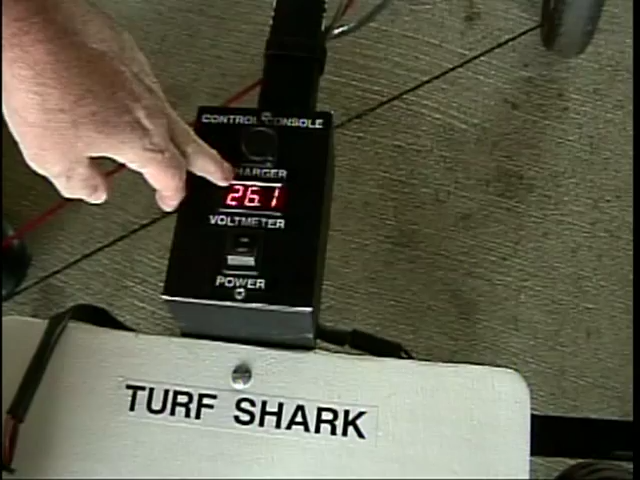 CONTROL CONSOLE
CHARGER
26.1
VOLTMETER
POWER
TURF SHARK